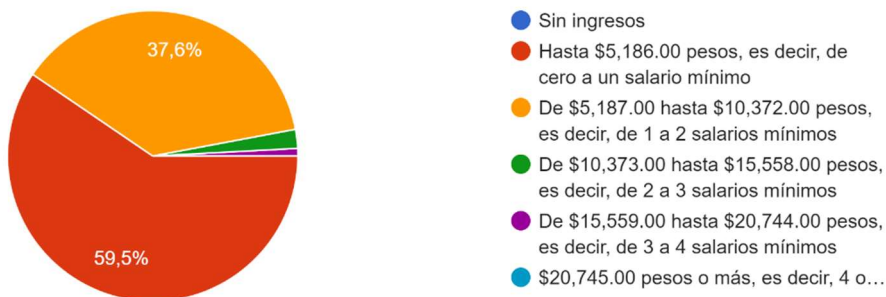 37,6%
59,5%
Sin ingresos
Hasta $5,186.00 pesos, es decir, de
cero a un salario mínimo
De $5,187.00 hasta $10,372.00 pesos,
es decir, de 1 a 2 salarios mínimos
De $10,373.00 hasta $15,558.00 pesos,
es decir, de 2 a 3 salarios mínimos
De $15,559.00 hasta $20,744.00 pesos,
es decir, de 3 a 4 salarios mínimos
$20,745.00 pesos o más, es decir, 4 o…